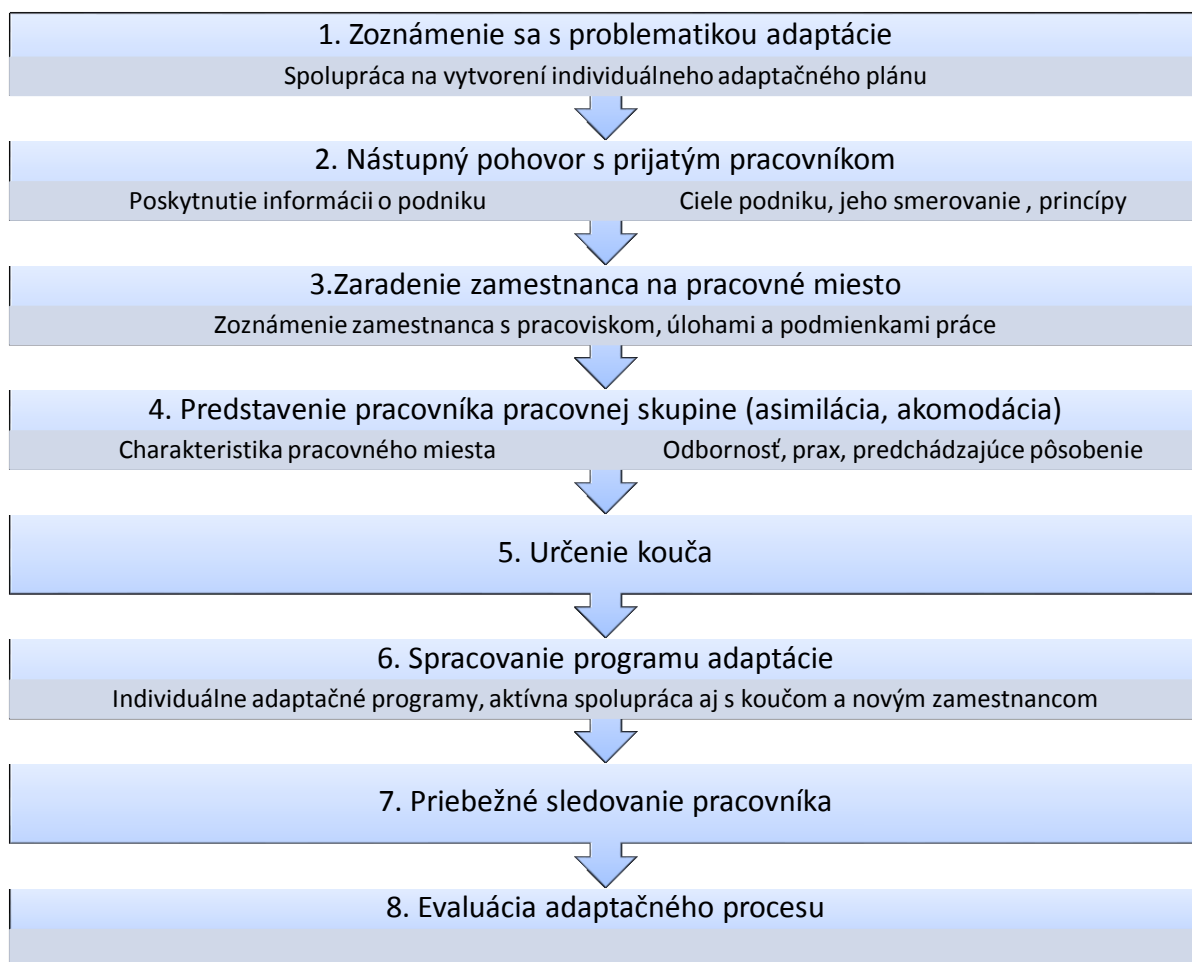 1. Zoznámenie sa s problematikou adaptácie
Spolupráca na vytvorení individuálneho adaptačného plánu
2. Nástupný pohovor s prijatým pracovníkom
Poskytnutie informácii o podniku
Ciele podniku, jeho smerovanie , princípy
3.Zaradenie zamestnanca na pracovné miesto
Zoznámenie zamestnanca s pracoviskom, úlohami a podmienkami práce
4. Predstavenie pracovníka pracovnej skupine (asimilácia, akomodácia)
Charakteristika pracovného miesta
Odbornosť, prax, predchádzajúce pôsobenie
5. Určenie kouča
6. Spracovanie programu adaptácie
Individuálne adaptačné programy, aktívna spolupráca aj s koučom a novým zamestnancom
7. Priebežné sledovanie pracovníka
8. Evaluácia adaptačného procesu